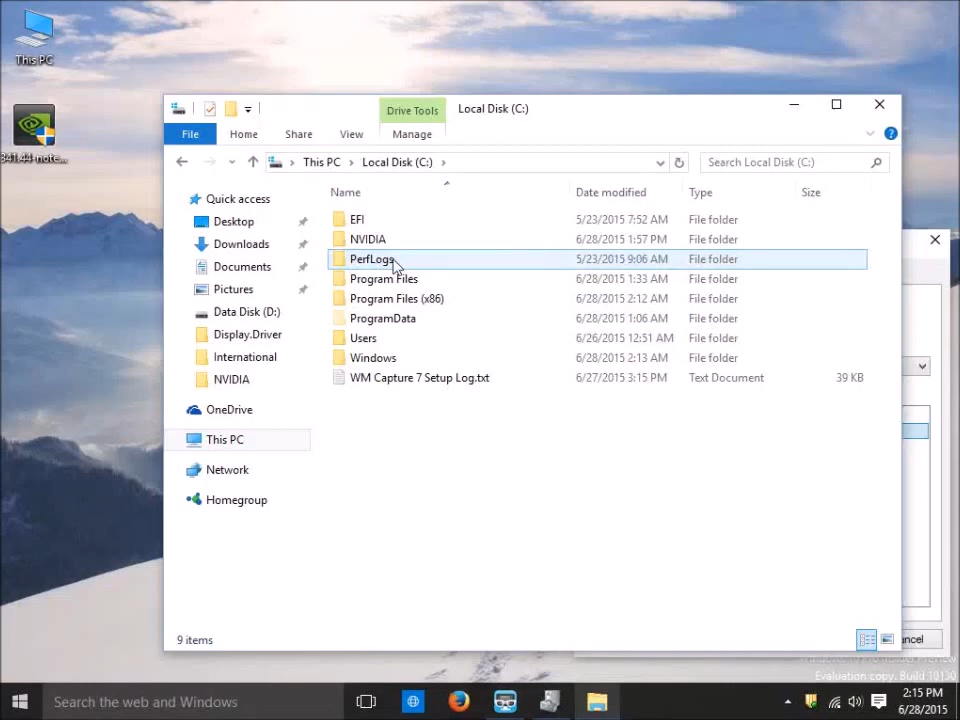 This PC
341.44-note...
Drive Tools
Local Disk (C:)
File
Home
Share
View
Manage
This PC
Local Disk (C:)
Search Local Disk (C:)
Name
Date modified
Type
Size
Quick access
Desktop
Downloads
Documents
Pictures
Data Disk (D:)
Display.Driver
International
NVIDIA
OneDrive
This PC
Network
Homegroup
EFI 5/23/2015 7:52 AM File folder
NVIDIA 6/28/2015 1:57 PM File folder
PerfLogs 5/23/2015 9:06 AM File folder
Program Files 6/28/2015 1:33 AM File folder
Program Files (x86) 6/28/2015 2:12 AM File folder
ProgramData 6/28/2015 1:06 AM File folder
Users 6/26/2015 12:51 AM File folder
Windows 6/28/2015 2:13 AM File folder
WM Capture 7 Setup Log.txt 6/27/2015 3:15 PM Text Document 39 KB
9 items
ancel
Evaluation copy. Build 10130
Search the web and Windows
2:15 PM
6/28/2015